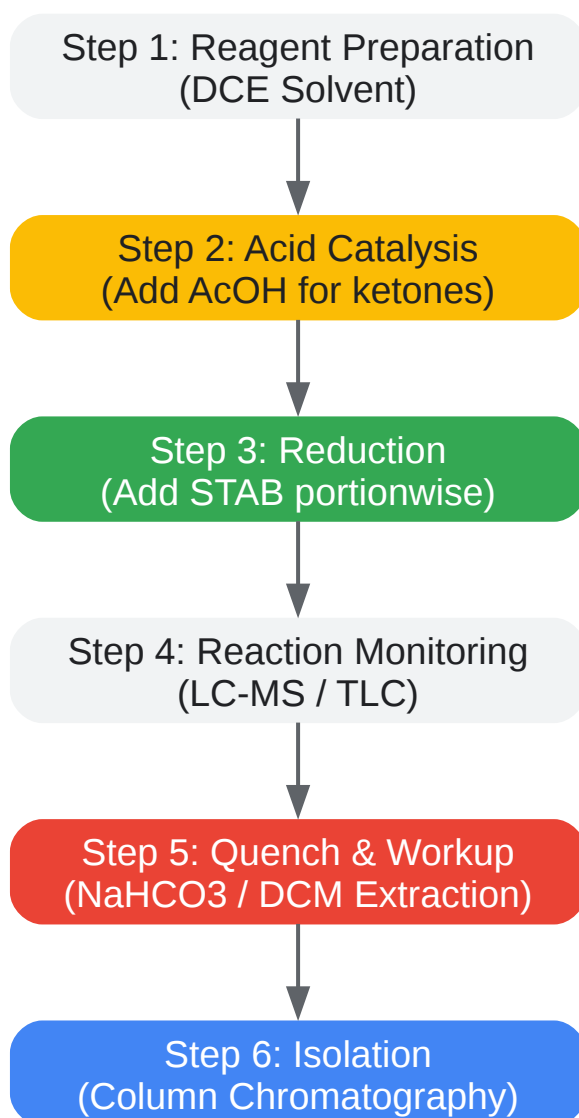 Step 1: Reagent Preparation
(DCE Solvent)
Step 2: Acid Catalysis
(Add AcOH for ketones)
Step 3: Reduction
(Add STAB portionwise)
Step 4: Reaction Monitoring
(LC-MS / TLC)
Step 5: Quench & Workup
(NaHCO3 / DCM Extraction)
Step 6: Isolation
(Column Chromatography)